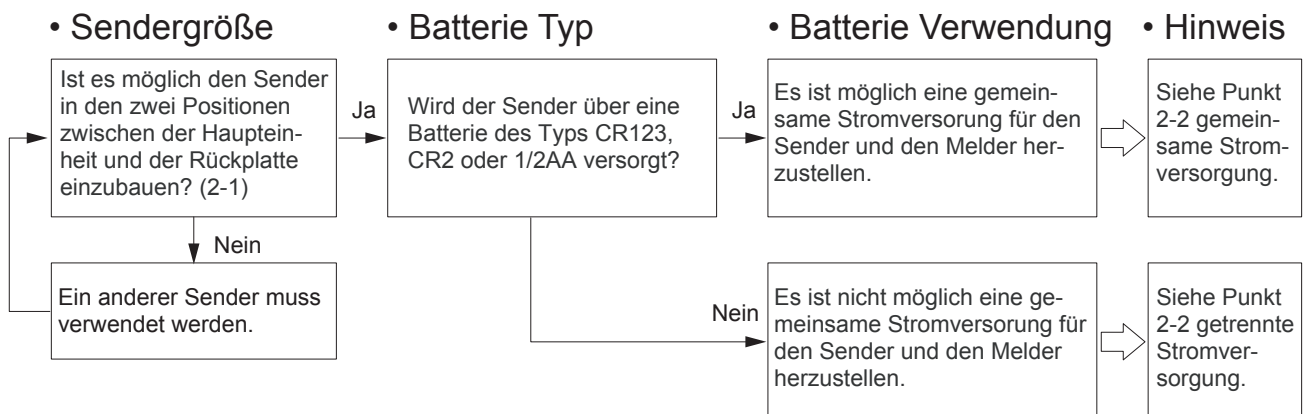 • Sendergröße
• Batterie Typ
• Batterie Verwendung
• Hinweis
Ist es möglich den Sender
in den zwei Positionen
zwischen der Hauptein-
heit und der Rückplatte
einzubauen? (2-1)
Ja
Wird der Sender über eine
Batterie des Typs CR123,
CR2 oder 1/2AA versorgt?
Ja
Es ist möglich eine gemein-
same Stromversorung für den
Sender und den Melder her-
zustellen.
Siehe Punkt
2-2 gemein-
same Strom-
versorgung.
Nein
Ein anderer Sender muss
verwendet werden.
Nein
Es ist nicht möglich eine ge-
meinsame Stromversorung für
den Sender und den Melder
herzustellen.
Siehe Punkt
2-2 getrennte
Stromver-
sorgung.